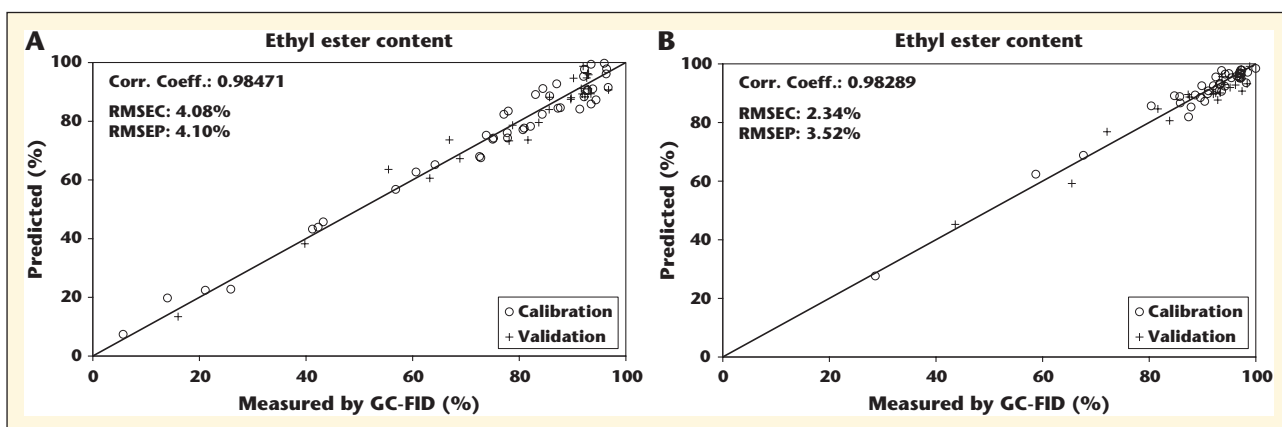 A
Ethyl ester content
Corr. Coeff.: 0.98471
RMSEC: 4.08%
RMSEP: 4.10%
Predicted (%)
100
80
60
40
20
0
0 20 40 60 80 100
Measured by GC-FID (%)
Calibration
Validation
B
Ethyl ester content
Corr. Coeff.: 0.98289
RMSEC: 2.34%
RMSEP: 3.52%
Predicted (%)
100
80
60
40
20
0
0 20 40 60 80 100
Measured by GC-FID (%)
Calibration
Validation